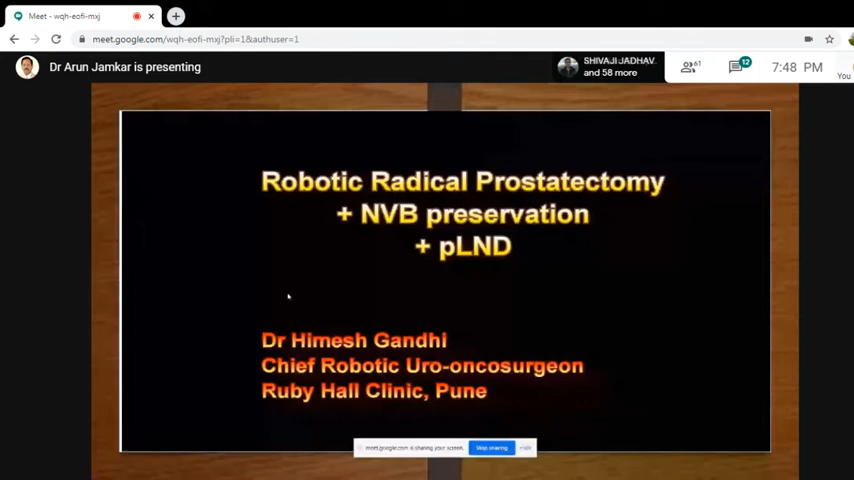 Meet - wqh-eofi-mxj
meet.google.com/wqh-eofi-mxj?pli=1&authuser=1
Dr Arun Jamkar is presenting
SHIVAJI JADHAV
and 58 more
61
12
7:48 PM
You
Robotic Radical Prostatectomy
+ NVB preservation
+ pLND
Dr Himesh Gandhi
Chief Robotic Uro-oncosurgeon
Ruby Hall Clinic, Pune
meet.google.com is sharing your screen.
Stop sharing
Hide